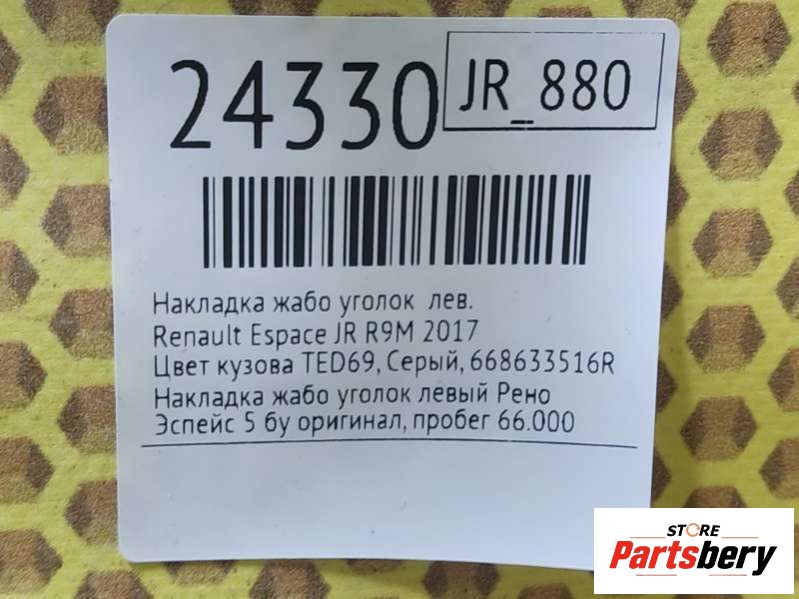 24330
JR_880
Накладка жабо уголок лев.
Renault Espace JR R9M 2017
Цвет кузова TED69, Серый, 668633516R
Накладка жабо уголок левый Рено
Эспейс 5 бу оригинал, пробег 66.000
STORE
Partsbery